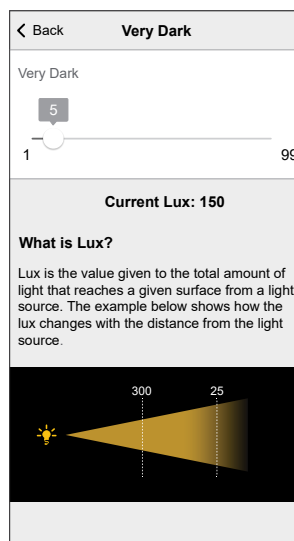 Back Very Dark
Very Dark
5
1 99
Current Lux: 150
What is Lux?
Lux is the value given to the total amount of
light that reaches a given surface from a light
source. The example below shows how the
lux changes with the distance from the light
source.
300 25